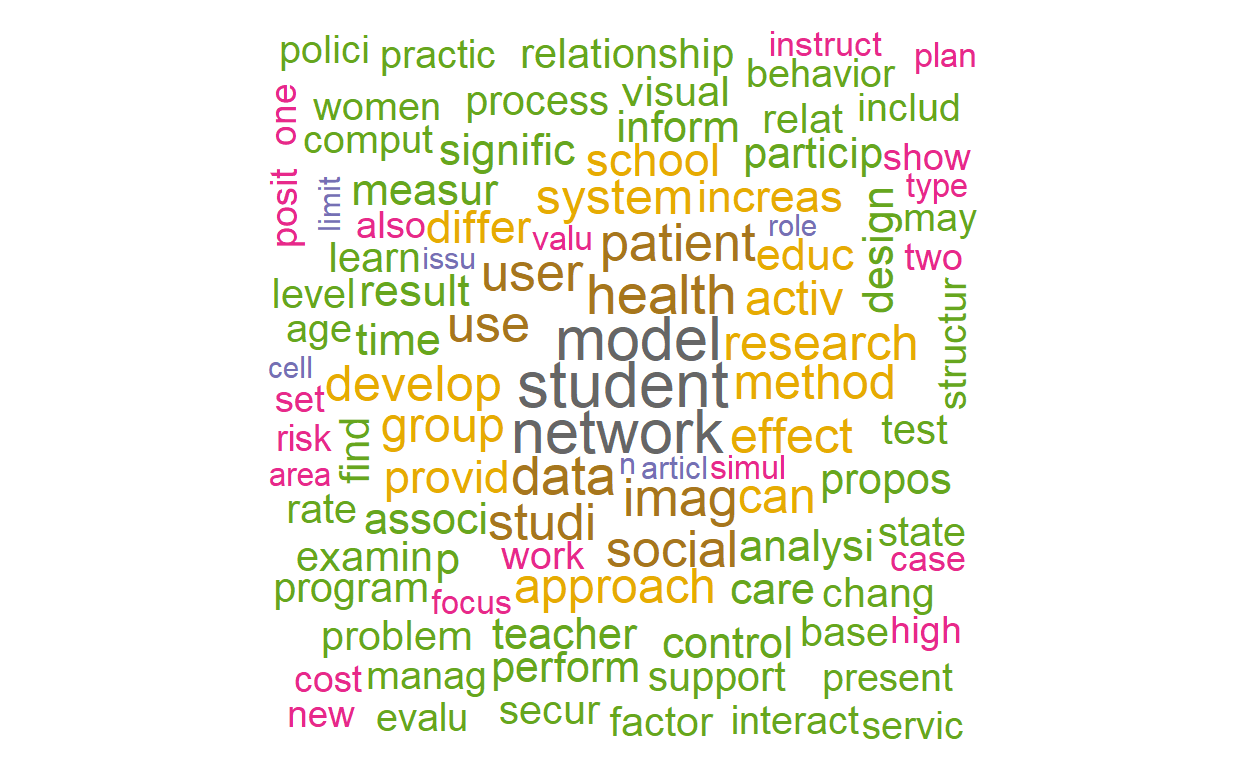 polici practic relationship instruct plan
behavior
one women process visual includ
comput signific inform relat
school particip show
posit limit measur system increas type
also differ valu role design may
learn issu user patient educ two
level result health activ
age time use model research structur
cell develop student method
set
risk find group network effect test
area provid data n articl simul propos
rate associ studi imag can state
examin p work social analysi case
program focus approach care chang
problem teacher control base high
cost manag perform support present
new evalu secur factor interact servic